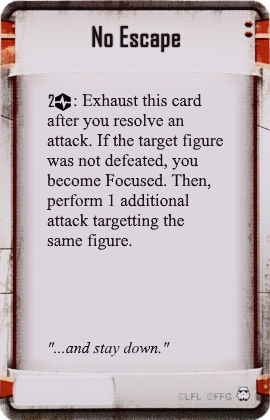 No Escape
2: Exhaust this card
after you resolve an
attack. If the target figure
was not defeated, you
become Focused. Then,
perform 1 additional
attack targetting the
same figure.
"...and stay down."
©LFL ©FFG